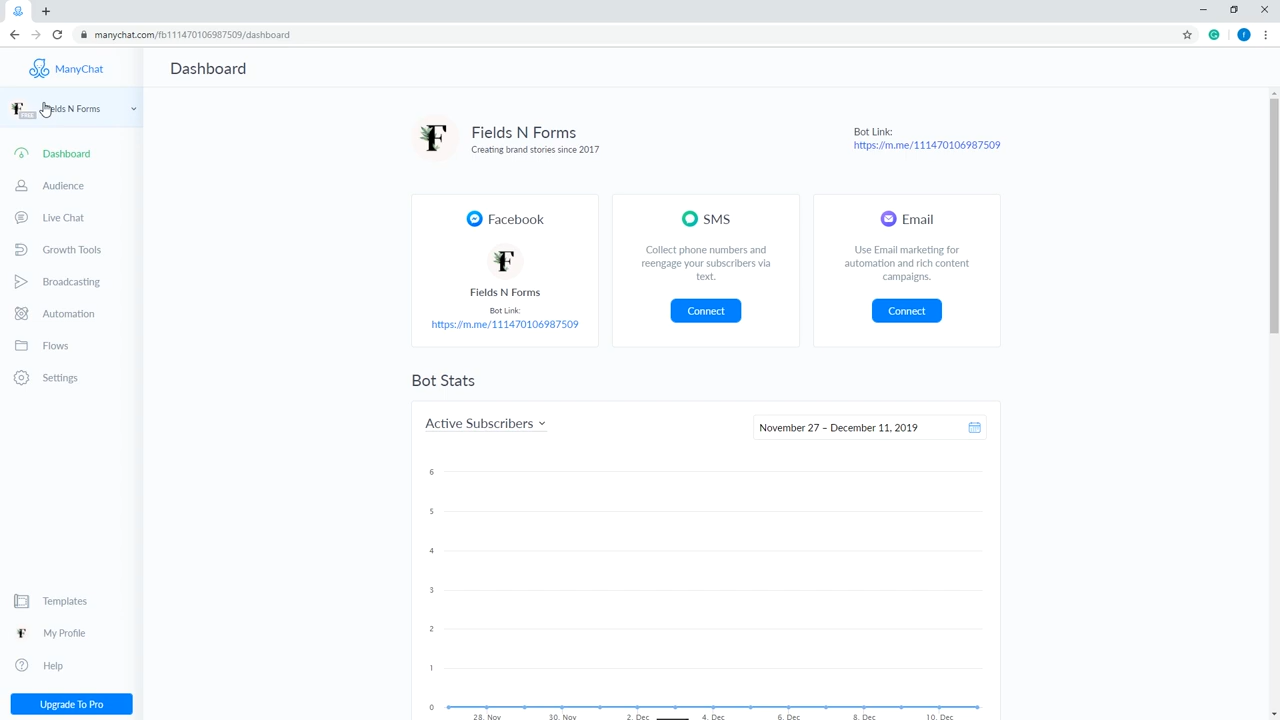 manychat.com/fb111470106987509/dashboard
f
ManyChat
Dashboard
F
FREE
Fields N Forms
Dashboard
Audience
Live Chat
Growth Tools
Broadcasting
Automation
Flows
Settings
Templates
F
My Profile
Help
Upgrade To Pro
F
Fields N Forms
Creating brand stories since 2017
Bot Link:
https://m.me/111470106987509
Facebook
F
Fields N Forms
Bot Link:
https://m.me/111470106987509
SMS
Collect phone numbers and
reengage your subscribers via
text.
Connect
Email
Use Email marketing for
automation and rich content
campaigns.
Connect
Bot Stats
Active Subscribers
November 27 – December 11, 2019
6
5
4
3
2
1
0
28. Nov 30. Nov 2. Dec 4. Dec 6. Dec 8. Dec 10. Dec